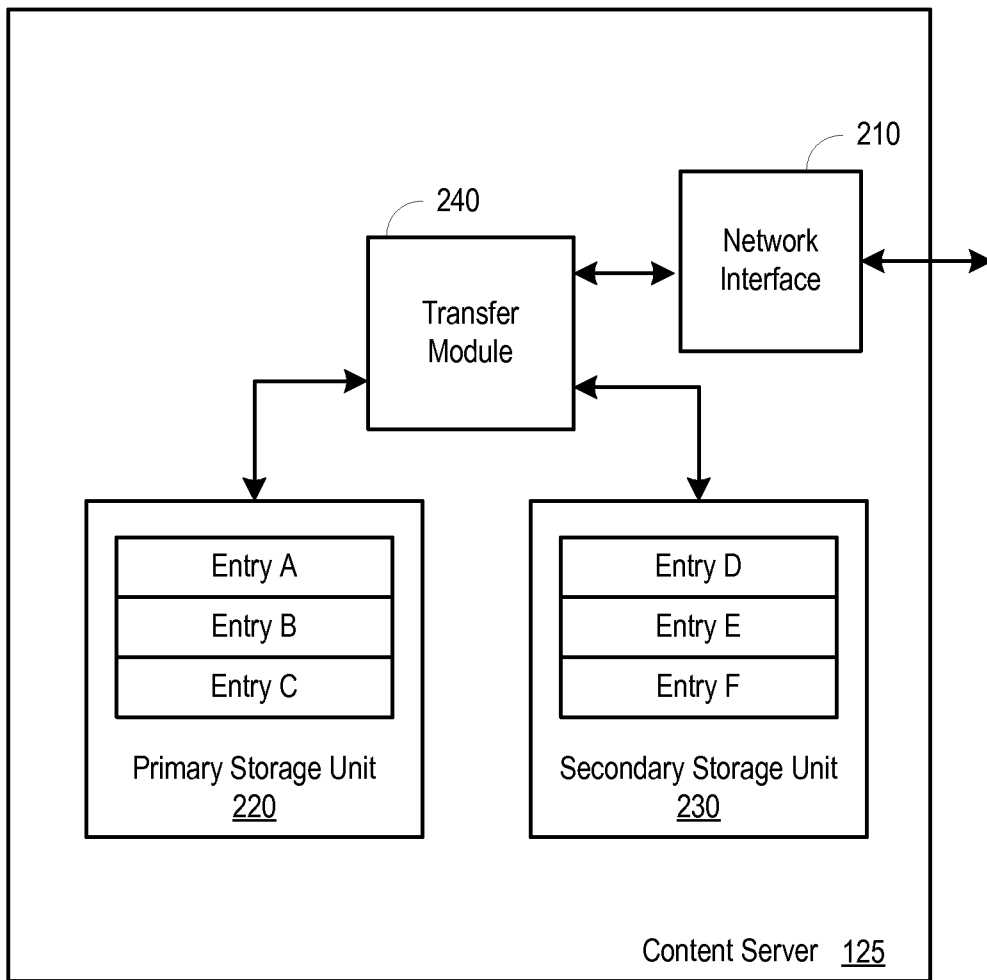 210
240
Network
Interface
Transfer
Module
Entry A
Entry B
Entry C
Primary Storage Unit
220
Entry D
Entry E
Entry F
Secondary Storage Unit
230
Content Server 125